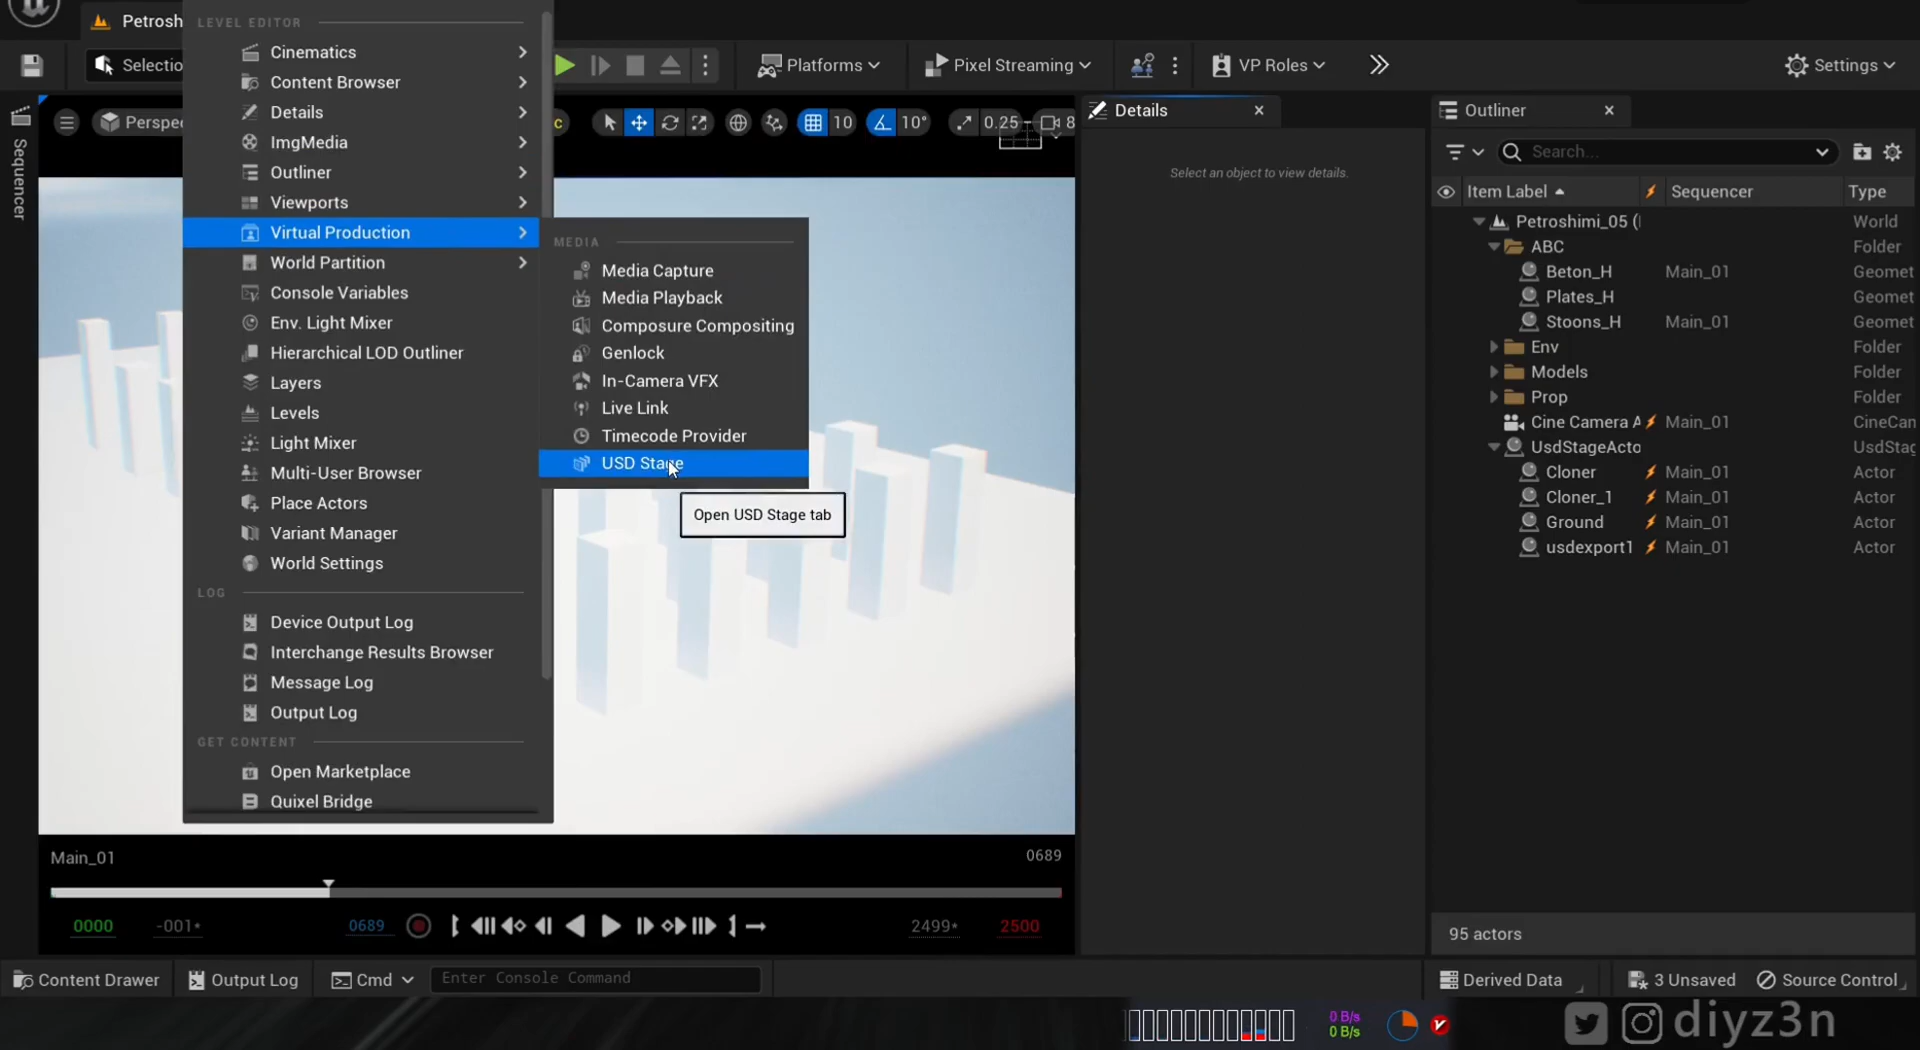 Petrosh
LEVEL EDITOR
Cinematics
Content Browser
Details
ImgMedia
Outliner
Viewports
Virtual Production
World Partition
Console Variables
Env. Light Mixer
Hierarchical LOD Outliner
Layers
Levels
Light Mixer
Multi-User Browser
Place Actors
Variant Manager
World Settings
LOG
Device Output Log
Interchange Results Browser
Message Log
Output Log
GET CONTENT
Open Marketplace
Quixel Bridge
MEDIA
Media Capture
Media Playback
Composure Compositing
Genlock
In-Camera VFX
Live Link
Timecode Provider
USD Stage
Open USD Stage tab
Selectio
Platforms
Pixel Streaming
VP Roles
Settings
Sequencer
Perspec
c
10
10°
0.25
8
Details
Select an object to view details.
Outliner
Search...
Item Label Sequencer Type
Petroshimi_05 ( World
ABC Folder
Beton_H Main_01 Geomet
Plates_H Geomet
Stoons_H Main_01 Geomet
Env Folder
Models Folder
Prop Folder
Cine Camera A Main_01 CineCan
UsdStageActo UsdStag
Cloner Main_01 Actor
Cloner_1 Main_01 Actor
Ground Main_01 Actor
usdexport1 Main_01 Actor
95 actors
Main_01 0689
0000 -001* 0689 2499* 2500
Content Drawer
Output Log
Cmd
Enter Console Command
Derived Data
3 Unsaved
Source Control
0 B/s
0 B/s
diyz3n